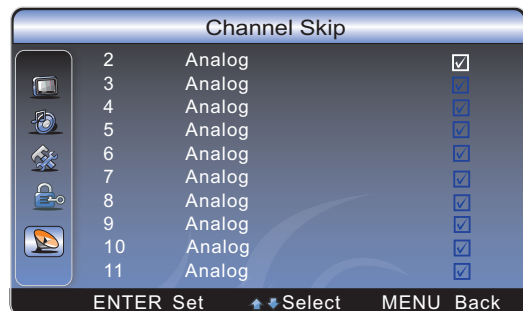 Channel Skip
2 Analog
3 Analog
4 Analog
5 Analog
6 Analog
7 Analog
8 Analog
9 Analog
10 Analog
11 Analog
ENTER Set Select MENU Back